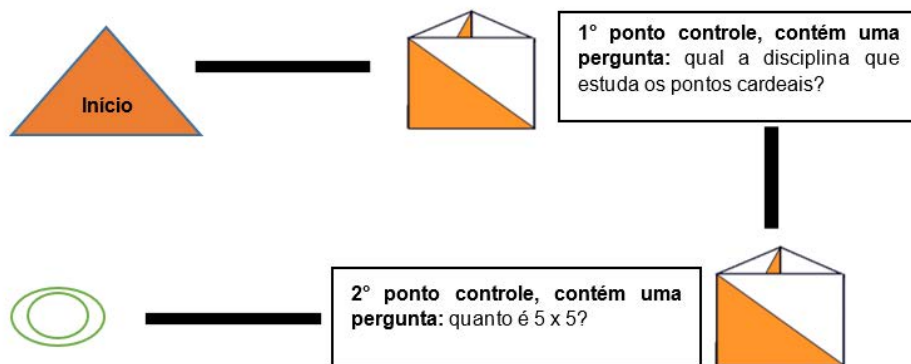 Início
1° ponto controle, contém uma
pergunta: qual a disciplina que
estuda os pontos cardeais?
2° ponto controle, contém uma
pergunta: quanto é 5 x 5?